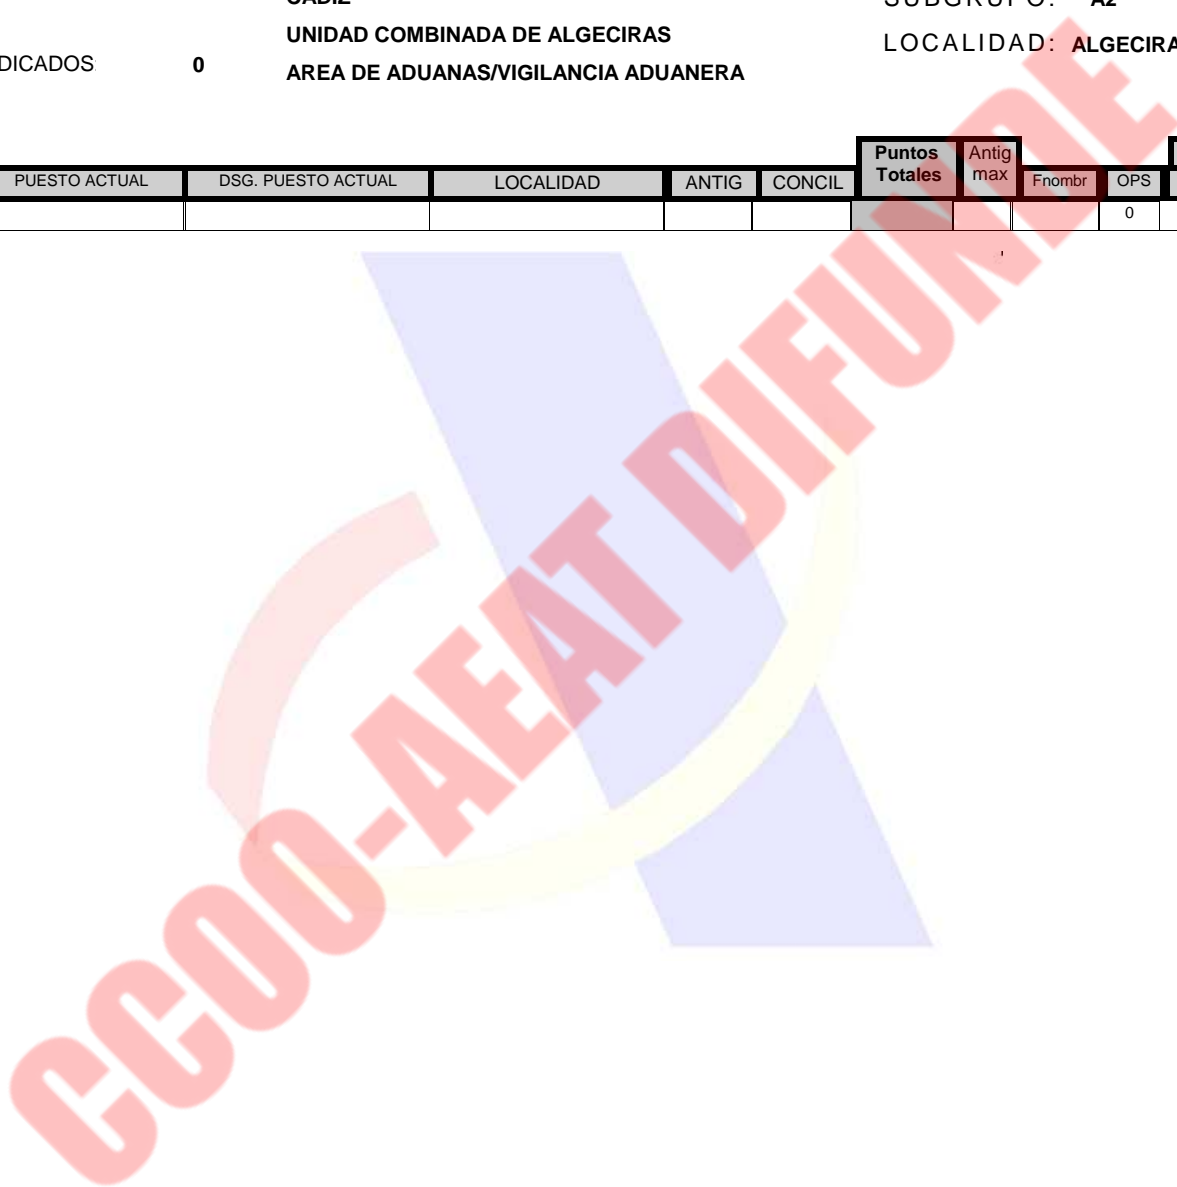 CADIZ
SUBGRUPO: A2
UNIDAD COMBINADA DE ALGECIRAS
LOCALIDAD: ALGECIRA
DICADOS: 0
AREA DE ADUANAS/VIGILANCIA ADUANERA
PUESTO ACTUAL DSG. PUESTO ACTUAL LOCALIDAD ANTIG CONCIL Puntos Totales Antig max Fnombr OPS
0
'
CCOO-AEAT DIFUNDE